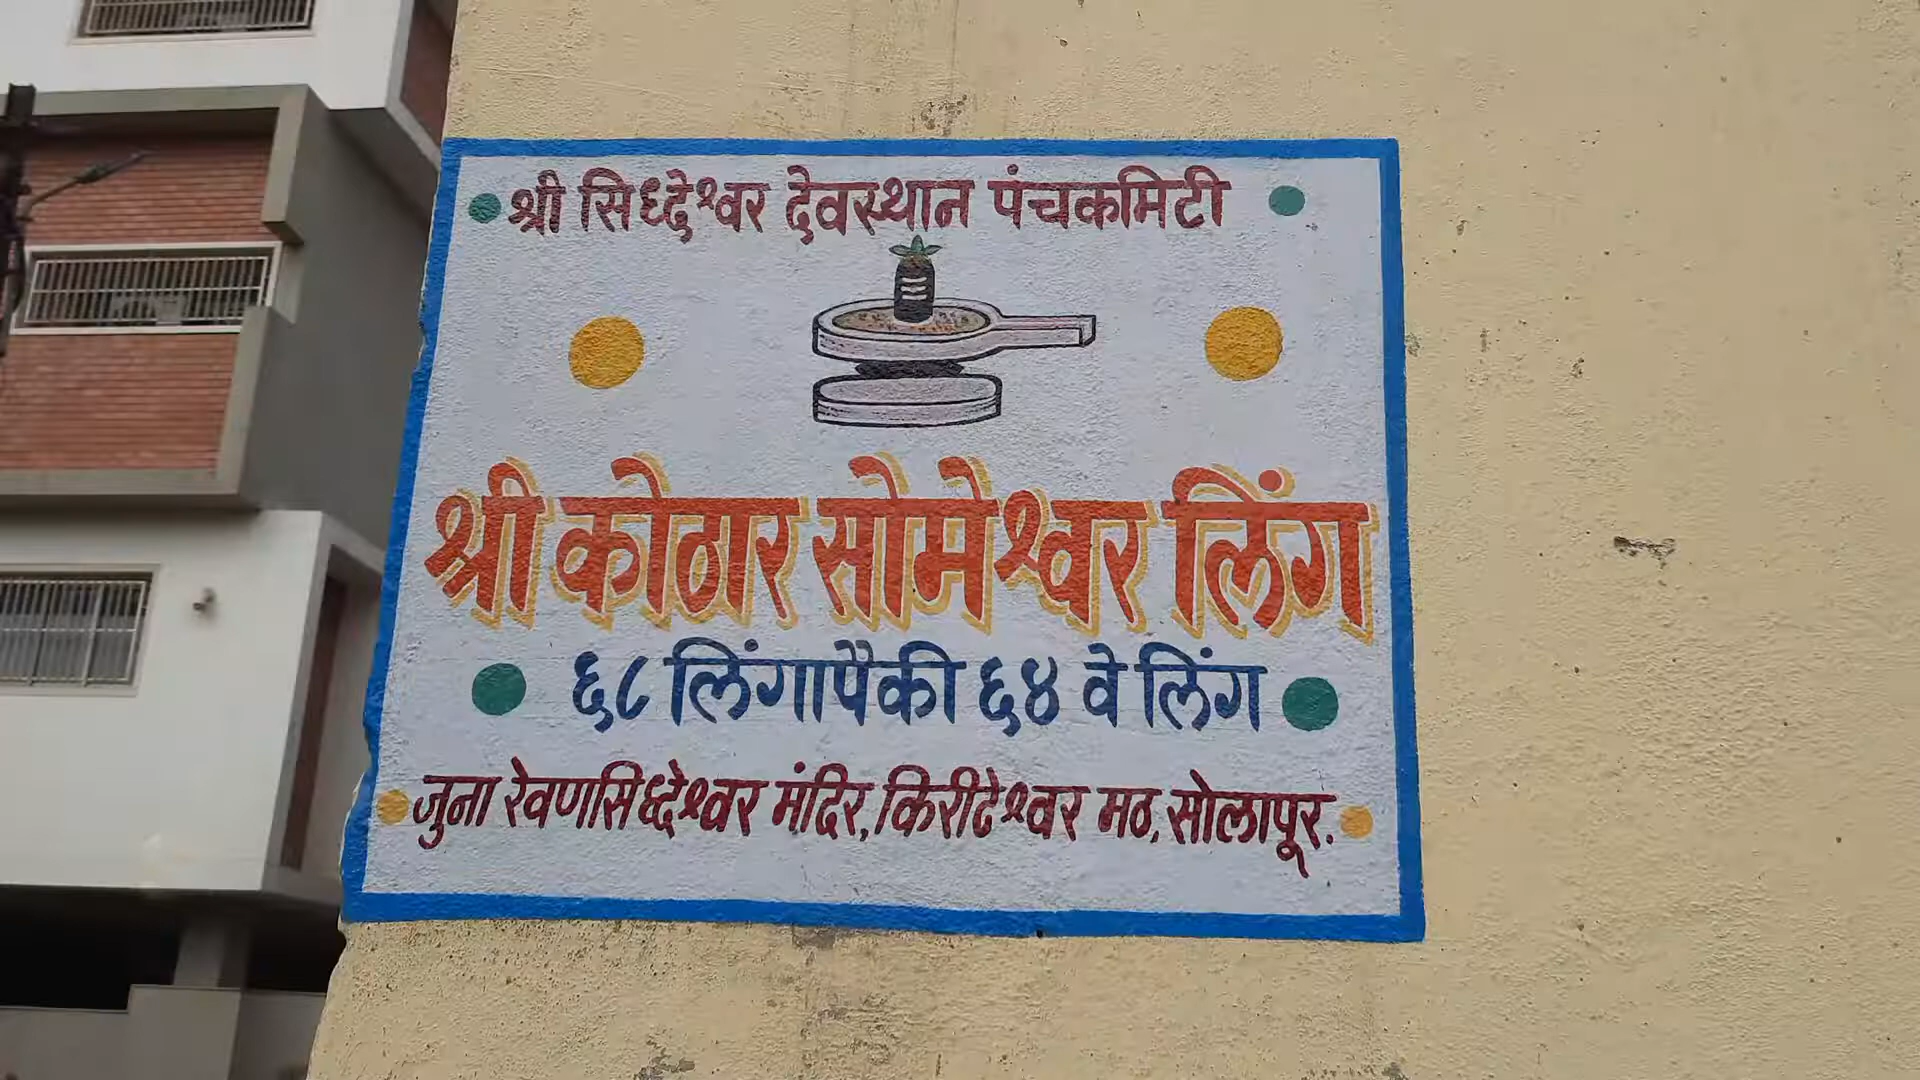 श्री सिध्देश्वर देवस्थान पंचकमिटी
श्री कोठार सोमेश्वर लिंग
६८ लिंगापैकी ६४ वे लिंग
जुना रेवणसिध्देश्वर मंदिर, किरीटेश्वर मठ, सोलापूर.